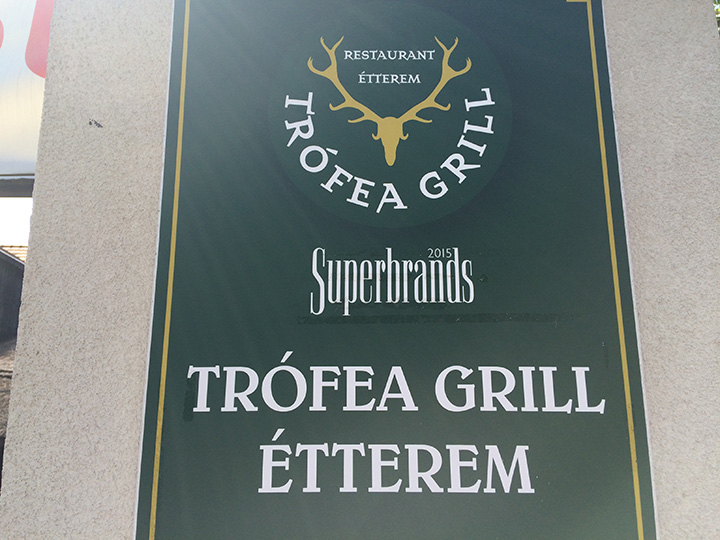 RESTAURANT
ÉTTEREM
TRÓFEA GRILL
Superbrands 2015
TRÓFEA GRILL
ÉTTEREM